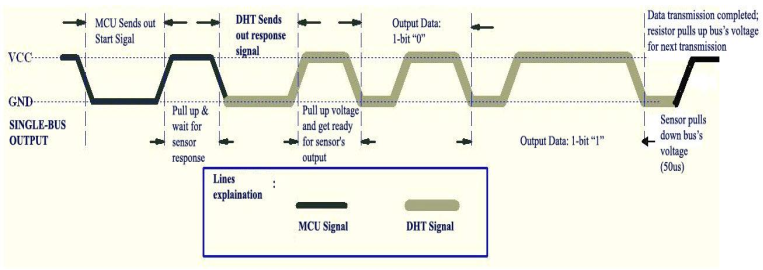 MCU Sends out
Start Sigal
DHT Sends
out response
signal
Output Data:
1-bit “0”
Data transmission completed;
resistor pulls up bus's voltage
for next transmission
VCC
GND
SINGLE-BUS
OUTPUT
Pull up &
wait for
sensor
response
Pull up voltage
and get ready
for sensor's
output
Output Data: 1-bit “1”
Sensor pulls
down bus's
voltage
(50us)
Lines
explaination :
MCU Signal
DHT Signal